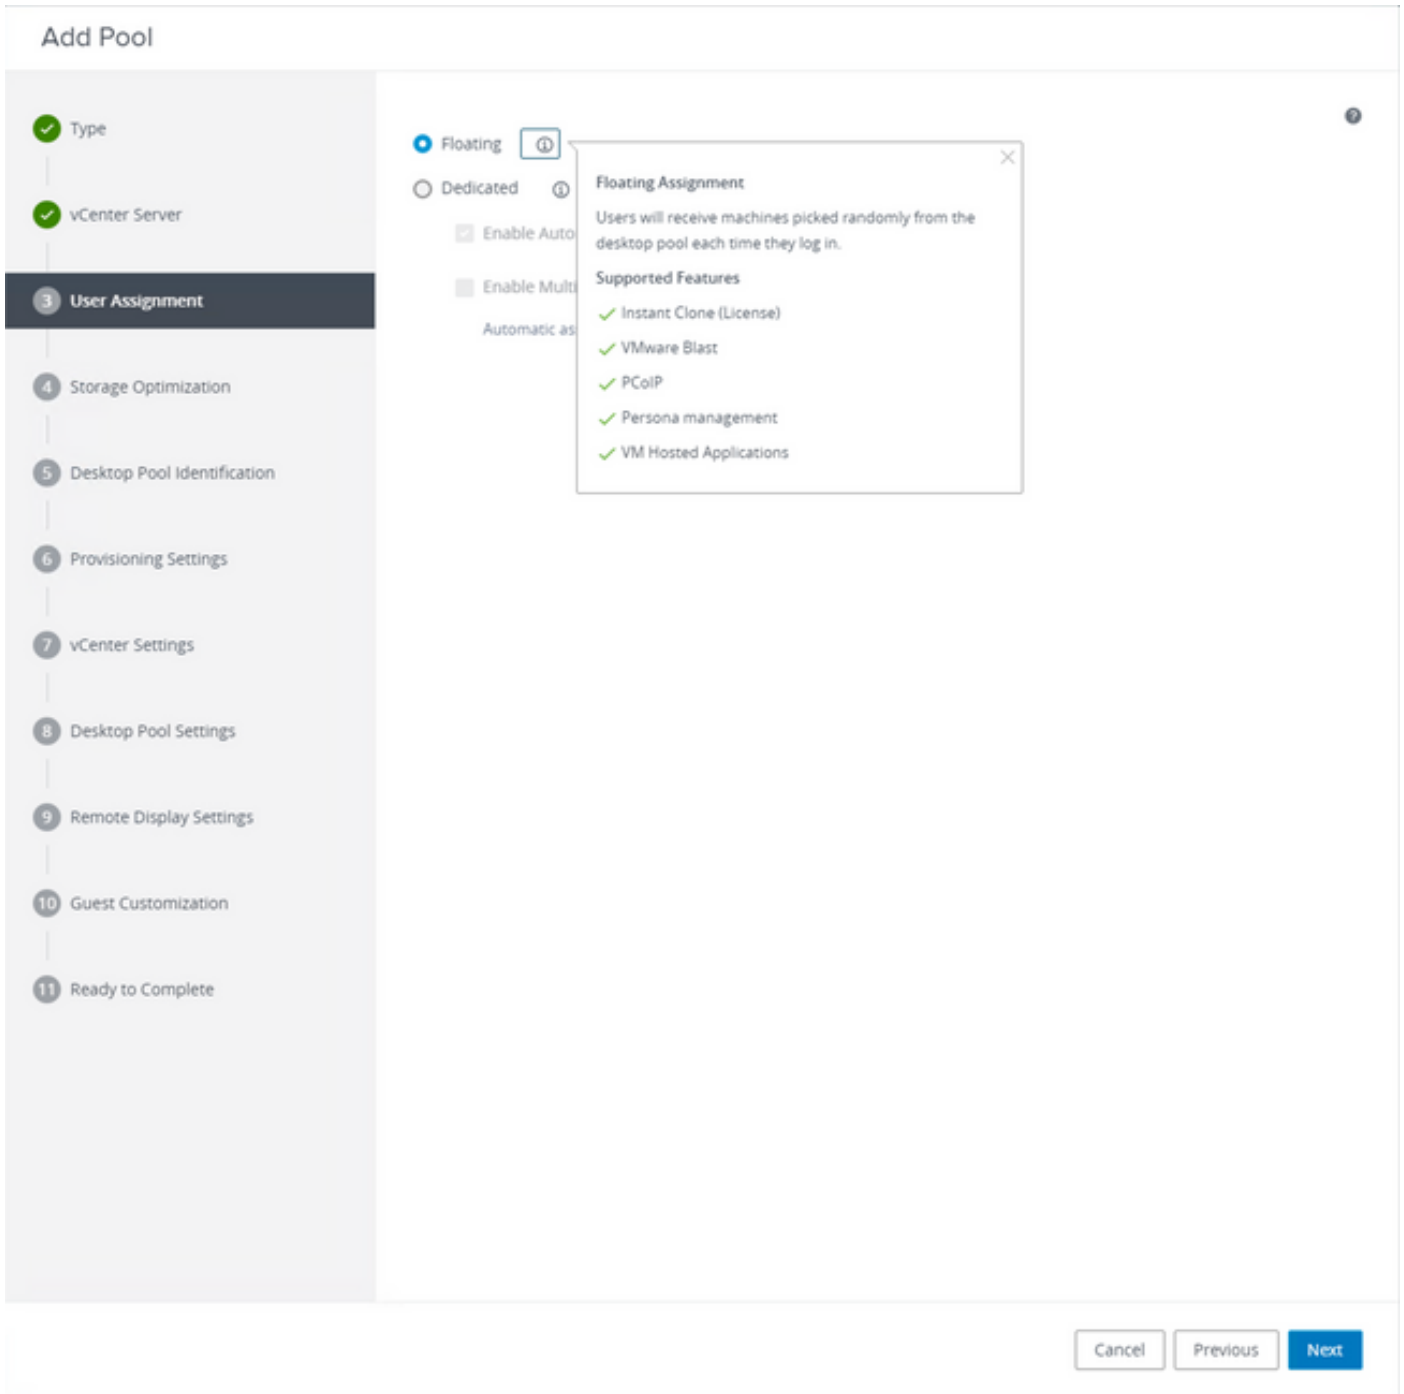 Add Pool
Type
vCenter Server
3 User Assignment
4 Storage Optimization
5 Desktop Pool Identification
6 Provisioning Settings
7 vCenter Settings
8 Desktop Pool Settings
9 Remote Display Settings
10 Guest Customization
11 Ready to Complete
Floating
Dedicated
Enable Auto
Enable Multi
Automatic as
Floating Assignment
Users will receive machines picked randomly from the
desktop pool each time they log in.
Supported Features
Instant Clone (License)
VMware Blast
PCoIP
Persona management
VM Hosted Applications
Cancel
Previous
Next